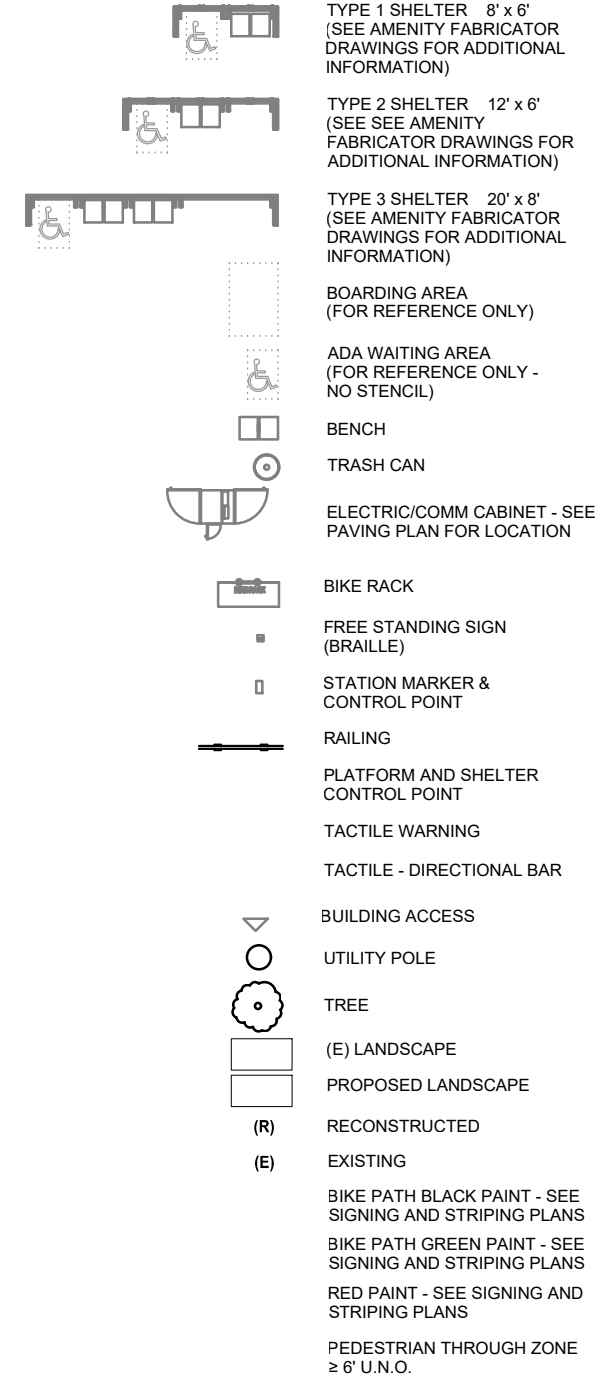 TYPE 1 SHELTER 8' x 6'
(SEE AMENITY FABRICATOR
DRAWINGS FOR ADDITIONAL
INFORMATION)
TYPE 2 SHELTER 12' x 6'
(SEE SEE AMENITY
FABRICATOR DRAWINGS FOR
ADDITIONAL INFORMATION)
TYPE 3 SHELTER 20' x 8'
(SEE AMENITY FABRICATOR
DRAWINGS FOR ADDITIONAL
INFORMATION)
BOARDING AREA
(FOR REFERENCE ONLY)
ADA WAITING AREA
(FOR REFERENCE ONLY -
NO STENCIL)
BENCH
TRASH CAN
ELECTRIC/COMM CABINET - SEE
PAVING PLAN FOR LOCATION
BIKE RACK
FREE STANDING SIGN
(BRAILLE)
STATION MARKER &
CONTROL POINT
RAILING
PLATFORM AND SHELTER
CONTROL POINT
TACTILE WARNING
TACTILE - DIRECTIONAL BAR
BUILDING ACCESS
UTILITY POLE
TREE
(E) LANDSCAPE
PROPOSED LANDSCAPE
(R) RECONSTRUCTED
(E) EXISTING
BIKE PATH BLACK PAINT - SEE
SIGNING AND STRIPING PLANS
BIKE PATH GREEN PAINT - SEE
SIGNING AND STRIPING PLANS
RED PAINT - SEE SIGNING AND
STRIPING PLANS
PEDESTRIAN THROUGH ZONE
≥ 6' U.N.O.